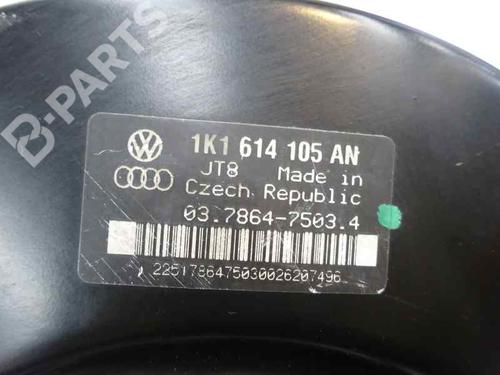 B-PARTS
1K1 614 105 AN
JT8 Made in
Czech Republic
03.7864-7503.4
2251786475030026207496